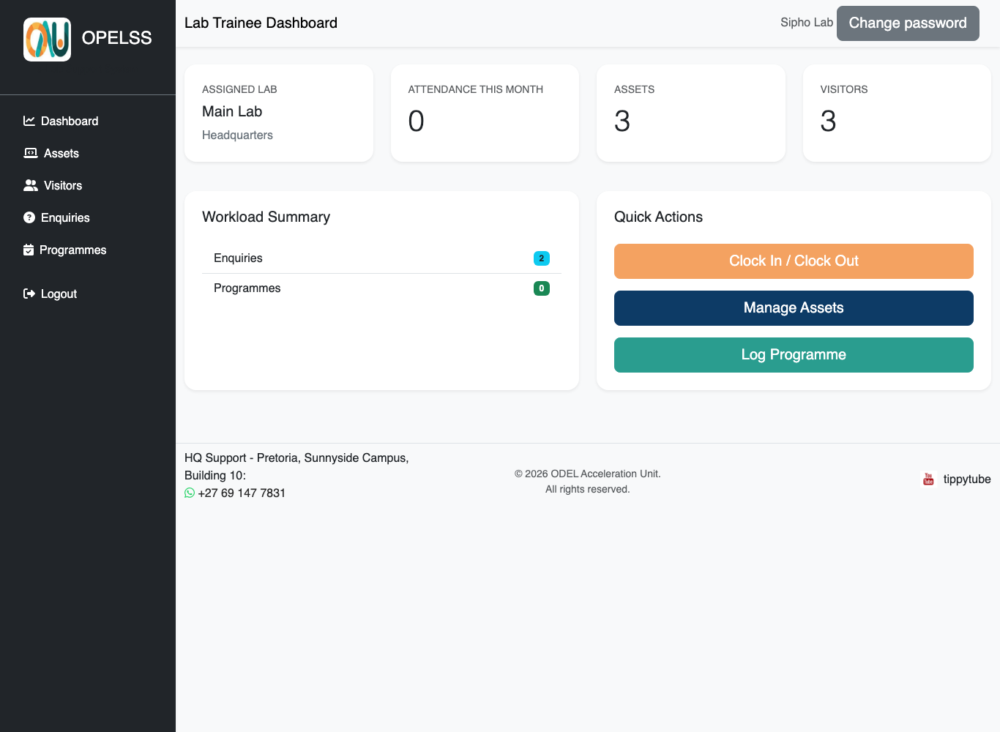 OPELSS
Dashboard
Assets
Visitors
Enquiries
Programmes
Logout
Lab Trainee Dashboard
Sipho Lab
Change password
ASSIGNED LAB
Main Lab
Headquarters
ATTENDANCE THIS MONTH
0
ASSETS
3
VISITORS
3
Workload Summary
Enquiries 2
Programmes 0
Quick Actions
Clock In / Clock Out
Manage Assets
Log Programme
HQ Support - Pretoria, Sunnyside Campus,
Building 10:
+27 69 147 7831
© 2026 ODEL Acceleration Unit.
All rights reserved.
You
Tube
tippytube